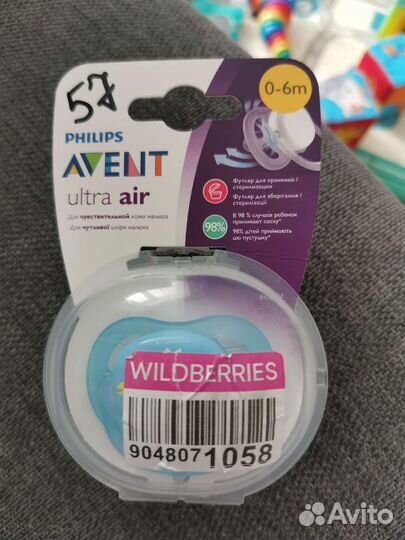 57
0-6m
PHILIPS
AVENT
ultra air
Для чувствительной кожи малыша
Для чутливої шкіри малюка
Футляр для хранения /
стерилизации
Футляр для зберігання /
стерилізації
98%
В 98 % случаев ребенок
принимает соску*
98% дітей приймають
цю пустушку*
WILDBERRIES
9048071058
Avito